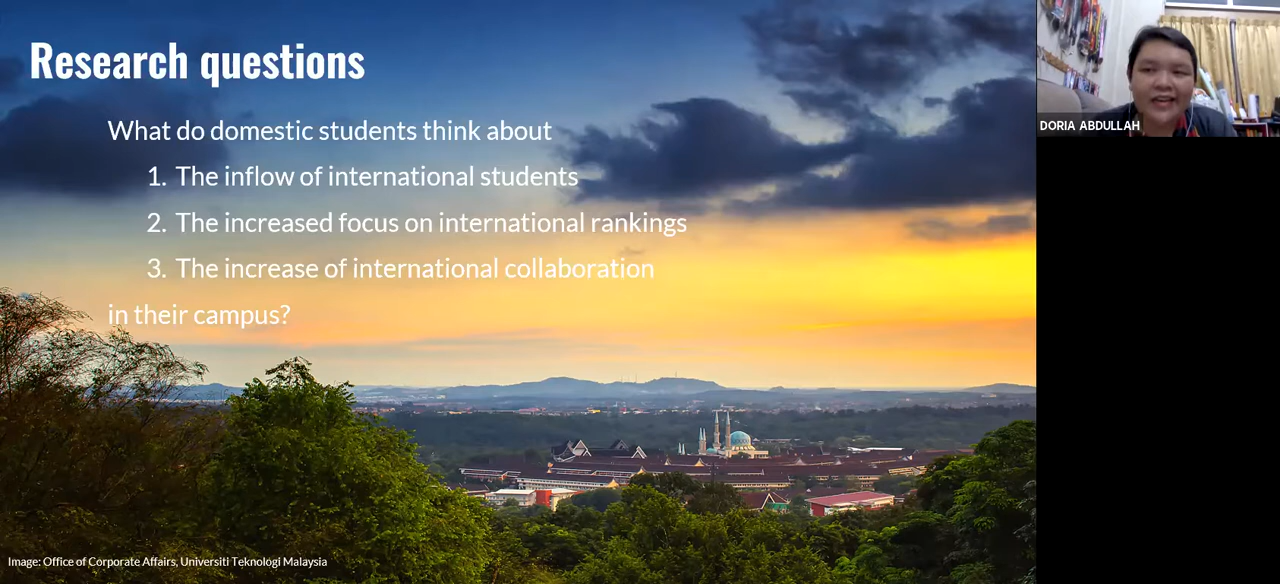 Research questions
What do domestic students think about
1. The inflow of international students
2. The increased focus on international rankings
3. The increase of international collaboration
in their campus?
Image: Office of Corporate Affairs, Universiti Teknologi Malaysia
DORIA ABDULLAH